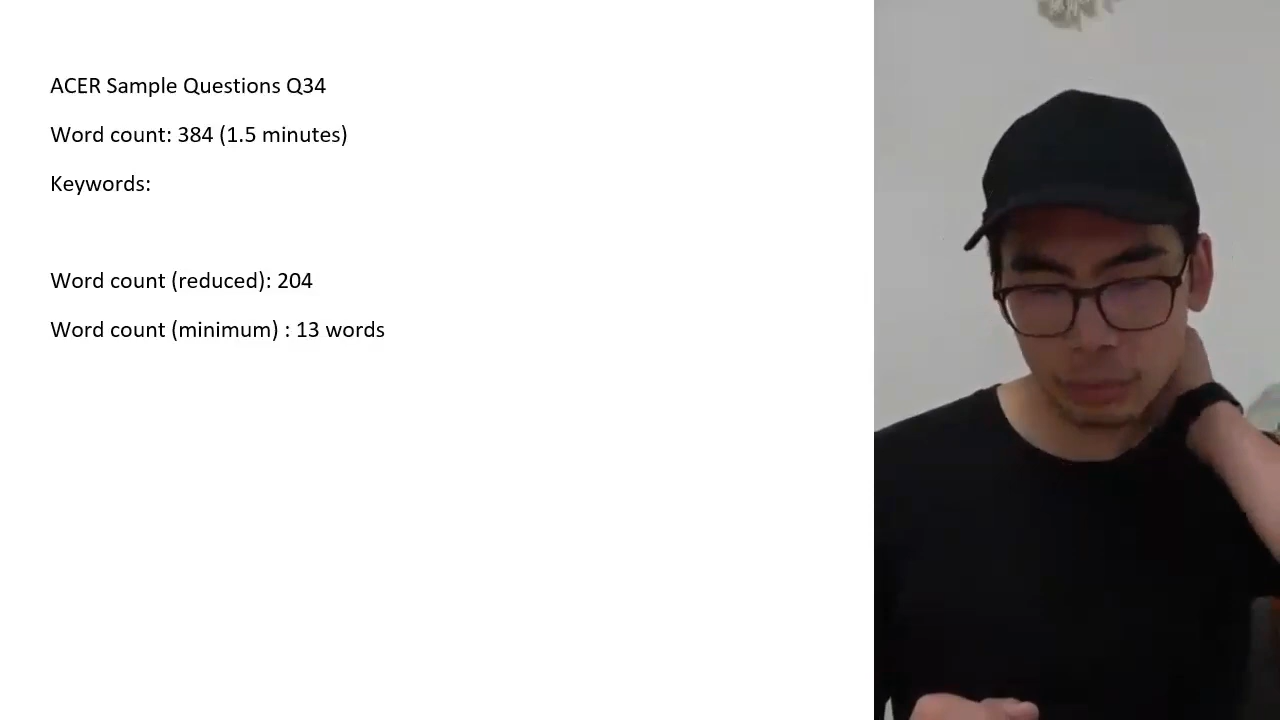 ACER Sample Questions Q34
Word count: 384 (1.5 minutes)
Keywords:
Word count (reduced): 204
Word count (minimum) : 13 words